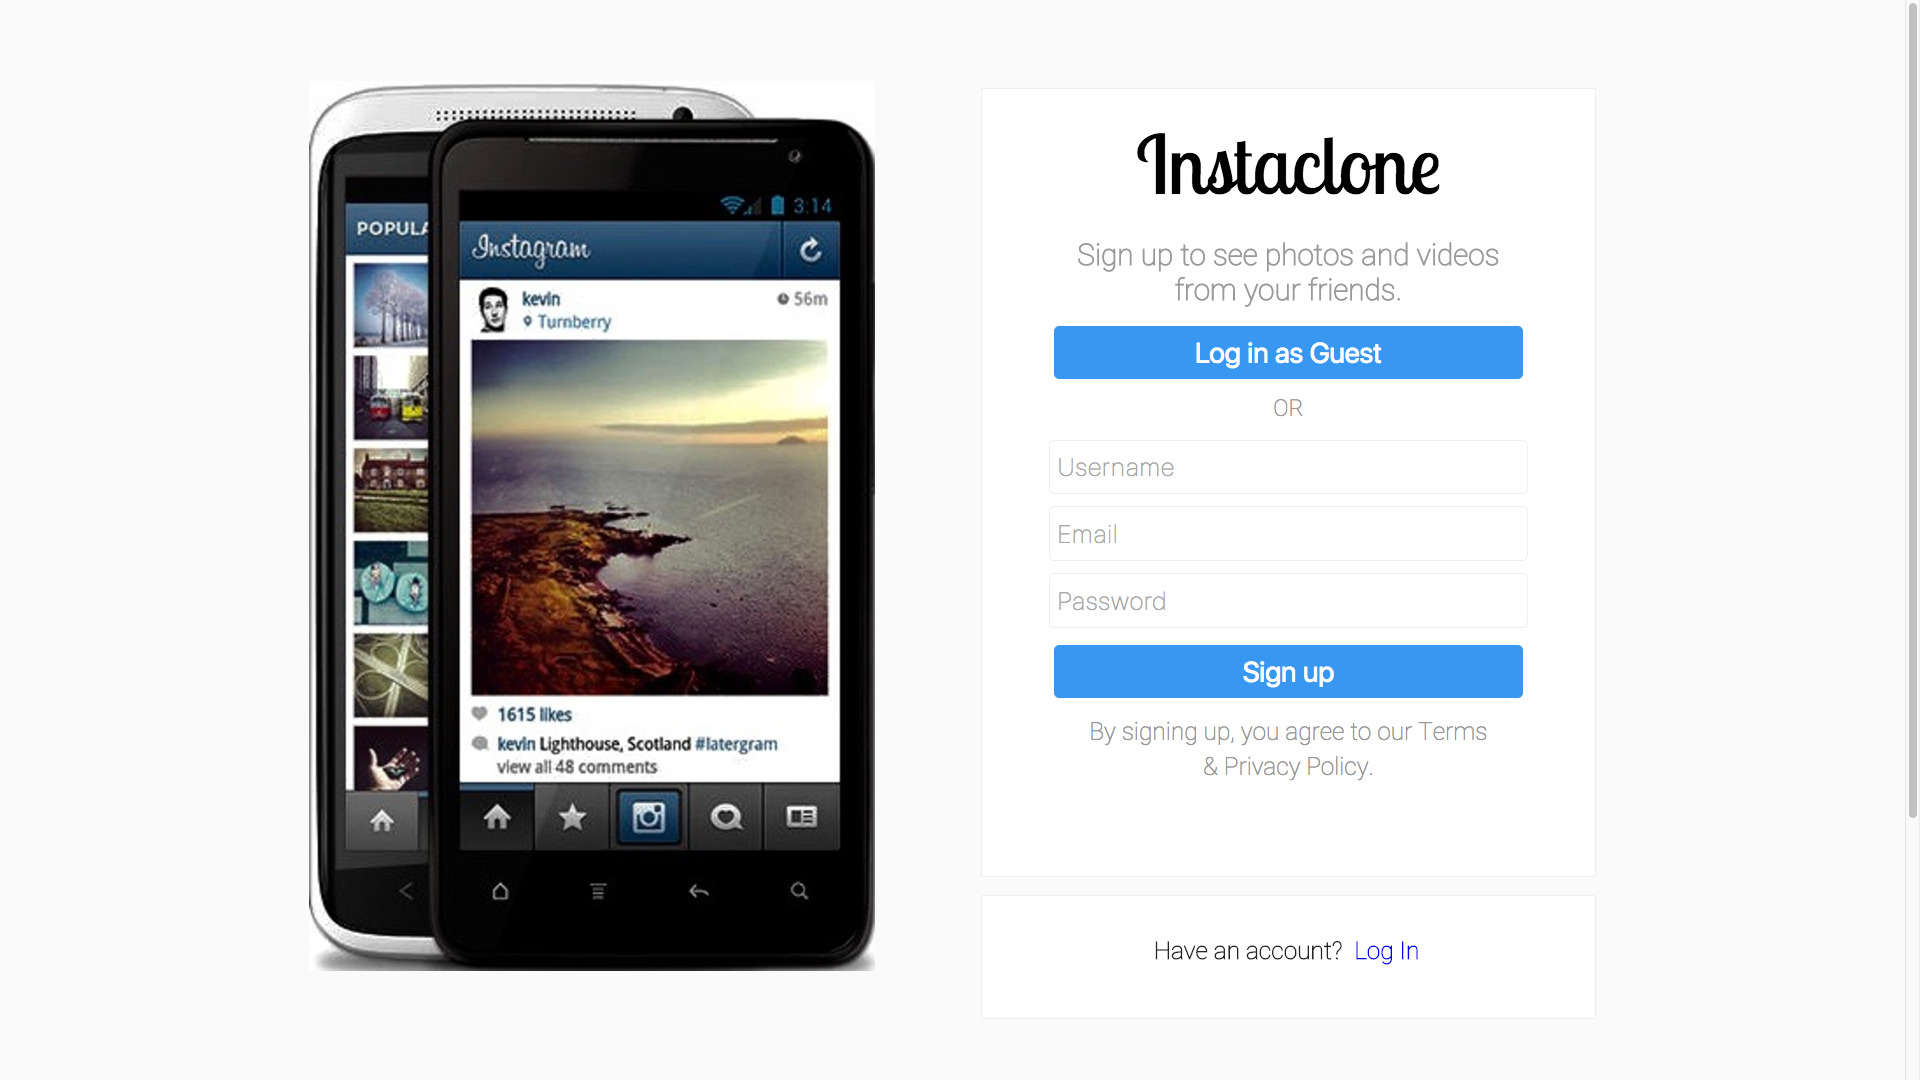 POPULA
3:14
Instagram
kevin
56m
Turnberry
1615 likes
kevin Lighthouse, Scotland #latergram
view all 48 comments
Instaclone
Sign up to see photos and videos
from your friends.
Log in as Guest
OR
Username
Email
Password
Sign up
By signing up, you agree to our Terms
& Privacy Policy.
Have an account? Log In